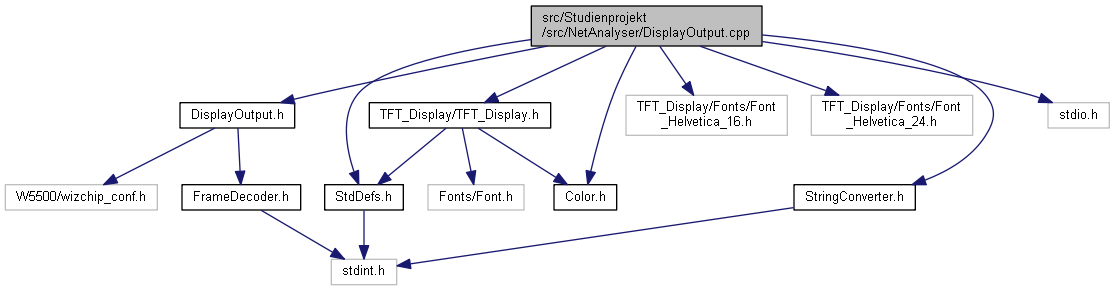 src/Studienprojekt
/src/NetAnalyser/DisplayOutput.cpp
DisplayOutput.h
TFT_Display/TFT_Display.h
TFT_Display/Fonts/Font
_Helvetica_16.h
TFT_Display/Fonts/Font
_Helvetica_24.h
stdio.h
W5500/wizchip_conf.h
FrameDecoder.h
StdDefs.h
Fonts/Font.h
Color.h
StringConverter.h
stdint.h